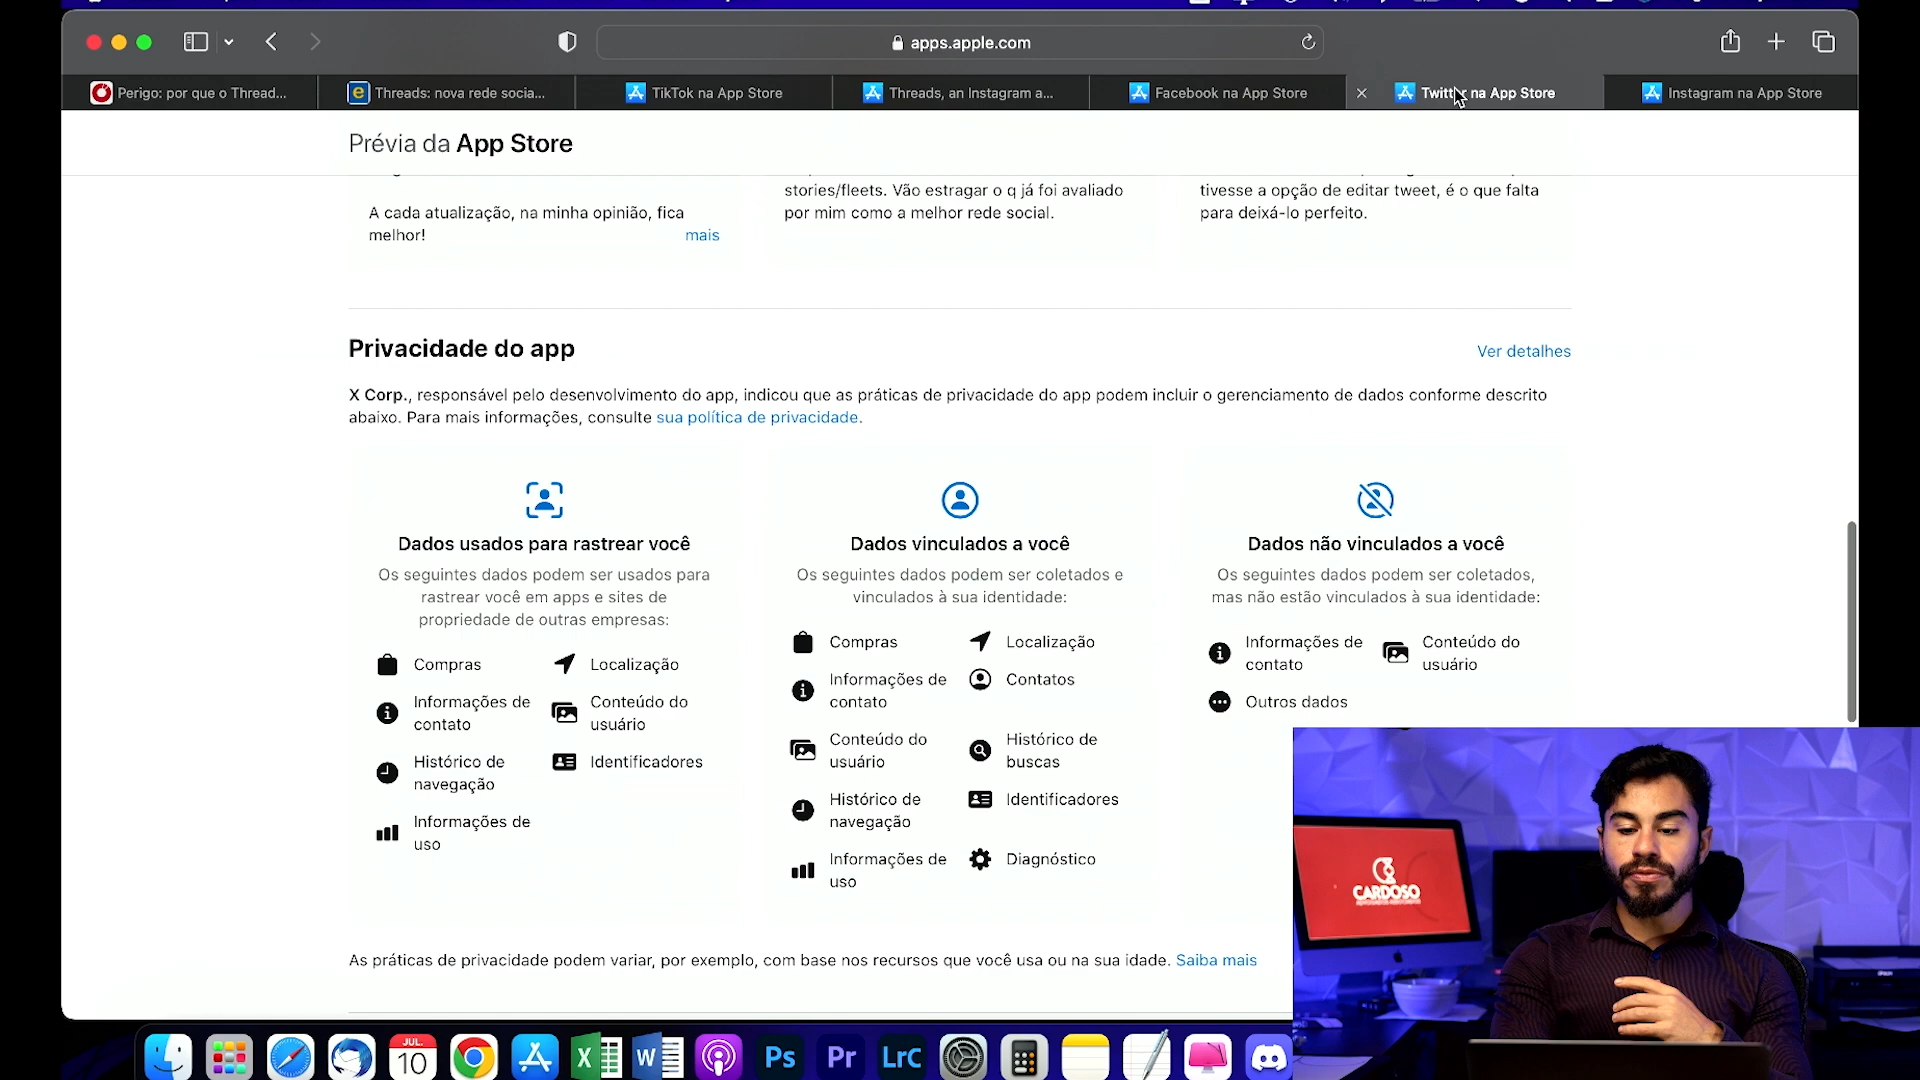 apps.apple.com
Perigo: por que o Thread...
Threads: nova rede socia...
TikTok na App Store
Threads, an Instagram a...
Facebook na App Store
Twitter na App Store
Instagram na App Store
Prévia da App Store
A cada atualização, na minha opinião, fica
melhor!
mais
stories/fleets. Vão estragar o q já foi avaliado
por mim como a melhor rede social.
tivesse a opção de editar tweet, é o que falta
para deixá-lo perfeito.
Privacidade do app
Ver detalhes
X Corp., responsável pelo desenvolvimento do app, indicou que as práticas de privacidade do app podem incluir o gerenciamento de dados conforme descrito
abaixo. Para mais informações, consulte sua política de privacidade.
Dados usados para rastrear você
Os seguintes dados podem ser usados para
rastrear você em apps e sites de
propriedade de outras empresas:
Compras
Localização
Informações de
contato
Conteúdo do
usuário
Histórico de
navegação
Identificadores
Informações de
uso
Dados vinculados a você
Os seguintes dados podem ser coletados e
vinculados à sua identidade:
Compras
Localização
Informações de
contato
Contatos
Conteúdo do
usuário
Histórico de
buscas
Histórico de
navegação
Identificadores
Informações de
uso
Diagnóstico
Dados não vinculados a você
Os seguintes dados podem ser coletados,
mas não estão vinculados à sua identidade:
Informações de
contato
Conteúdo do
usuário
Outros dados
As práticas de privacidade podem variar, por exemplo, com base nos recursos que você usa ou na sua idade. Saiba mais
CARDOSO
EPSON
JUL.
10
X
W
Ps
Pr
LrC